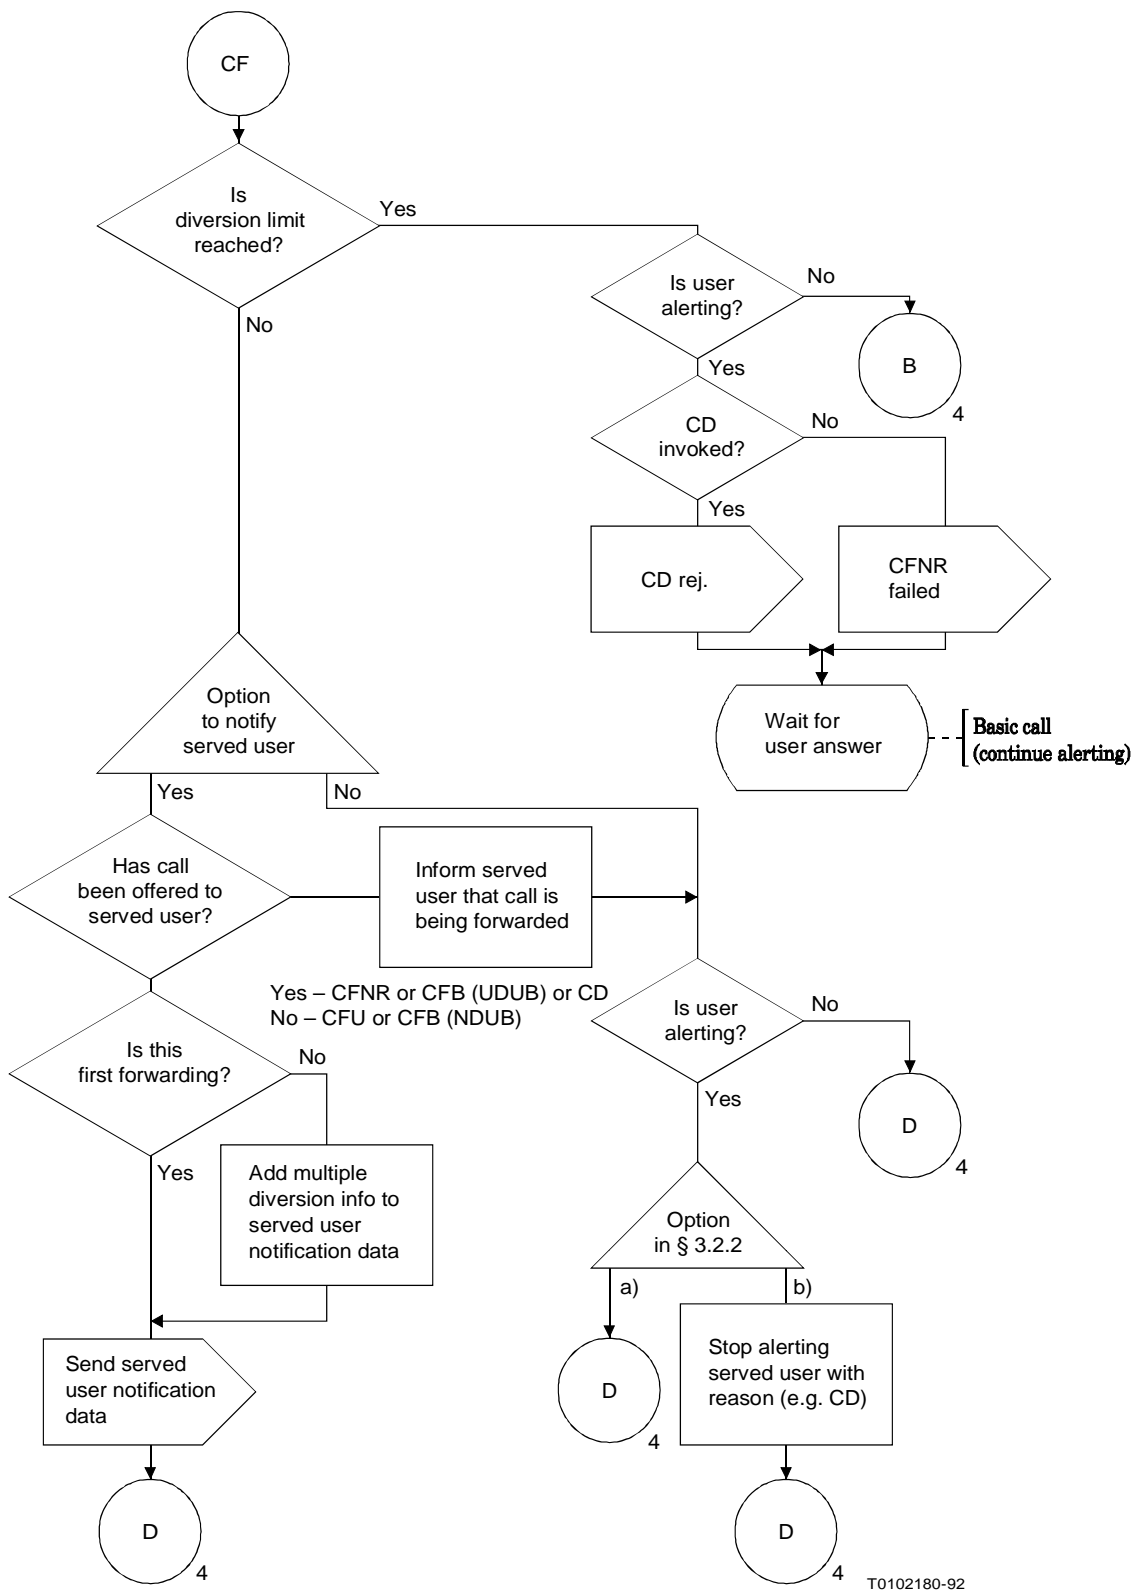 CF
Is
diversion limit
reached?
Yes
No
Is user
alerting?
No
B
4
Yes
CD
invoked?
No
Yes
CD rej.
CFNR
failed
Wait for
user answer
Basic call
(continue alerting)
Option
to notify
served user
Yes
No
Has call
been offered to
served user?
Inform served
user that call is
being forwarded
Yes – CFNR or CFB (UDUB) or CD
No – CFU or CFB (NDUB)
Is user
alerting?
No
D
4
Yes
Is this
first forwarding?
No
Yes
Add multiple
diversion info to
served user
notification data
Option
in § 3.2.2
a)
b)
D
4
Stop alerting
served user with
reason (e.g. CD)
Send served
user notification
data
D
4
D
4
T0102180-92